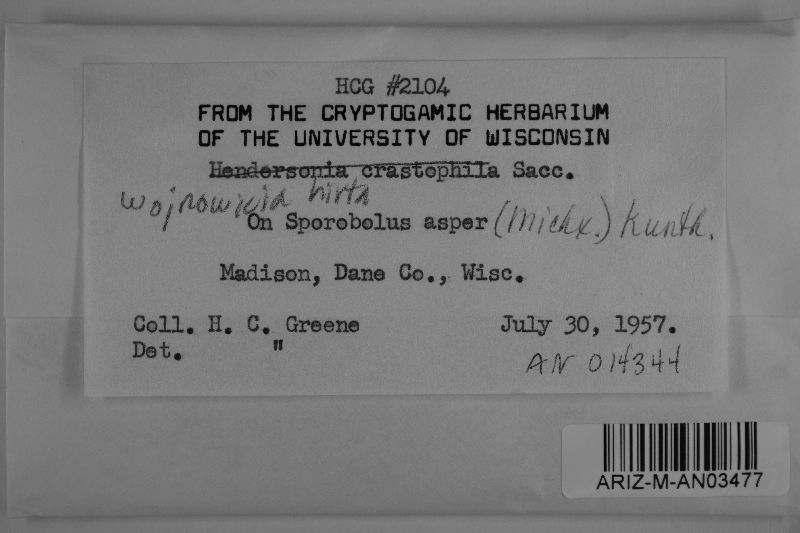 HCG #2104
FROM THE CRYPTOGAMIC HERBARIUM
OF THE UNIVERSITY OF WISCONSIN
Hendersonia crastophila Sacc.
Wojnowicia hirta
On Sporobolus asper (Michx.) Kunth.
Madison, Dane Co., Wisc.
Coll. H. C. Greene July 30, 1957.
Det. "
AN 014344
ARIZ-M-AN03477